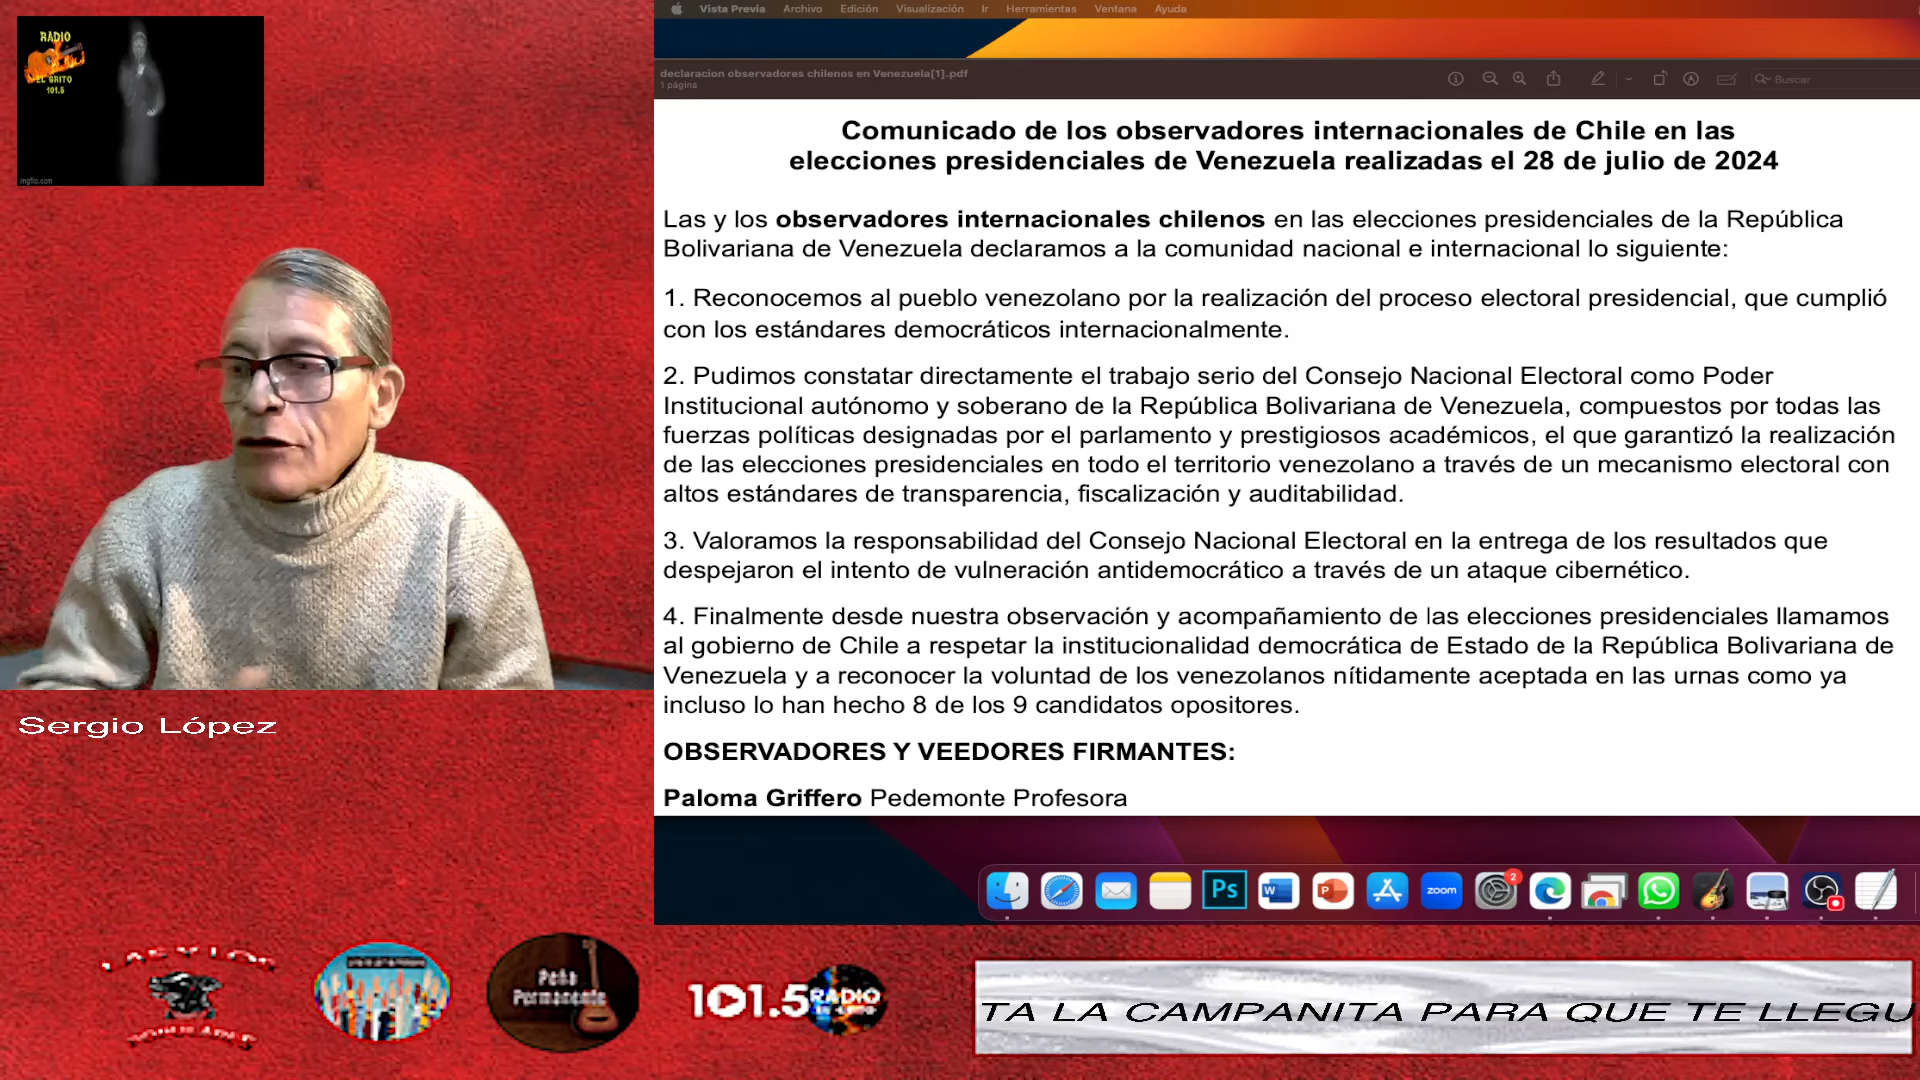 RADIO
EL GRITO
101.5
imgflip.com
Vista Previa Archivo Edición Visualización Ir Herramientas Ventana Ayuda
declaracion observadores chilenos en Venezuela[1].pdf
1 página
Buscar
Comunicado de los observadores internacionales de Chile en las
elecciones presidenciales de Venezuela realizadas el 28 de julio de 2024
Las y los observadores internacionales chilenos en las elecciones presidenciales de la República
Bolivariana de Venezuela declaramos a la comunidad nacional e internacional lo siguiente:
1. Reconocemos al pueblo venezolano por la realización del proceso electoral presidencial, que cumplió
con los estándares democráticos internacionalmente.
2. Pudimos constatar directamente el trabajo serio del Consejo Nacional Electoral como Poder
Institucional autónomo y soberano de la República Bolivariana de Venezuela, compuestos por todas las
fuerzas políticas designadas por el parlamento y prestigiosos académicos, el que garantizó la realización
de las elecciones presidenciales en todo el territorio venezolano a través de un mecanismo electoral con
altos estándares de transparencia, fiscalización y auditabilidad.
3. Valoramos la responsabilidad del Consejo Nacional Electoral en la entrega de los resultados que
despejaron el intento de vulneración antidemocrático a través de un ataque cibernético.
4. Finalmente desde nuestra observación y acompañamiento de las elecciones presidenciales llamamos
al gobierno de Chile a respetar la institucionalidad democrática de Estado de la República Bolivariana de
Venezuela y a reconocer la voluntad de los venezolanos nítidamente aceptada en las urnas como ya
incluso lo han hecho 8 de los 9 candidatos opositores.
OBSERVADORES Y VEEDORES FIRMANTES:
Paloma Griffero Pedemonte Profesora
Sergio López
Ps
W
P
zoom
2
Peña
Permanente
101.5 RADIO
EL GRITO
TA LA CAMPANITA PARA QUE TE LLEGU